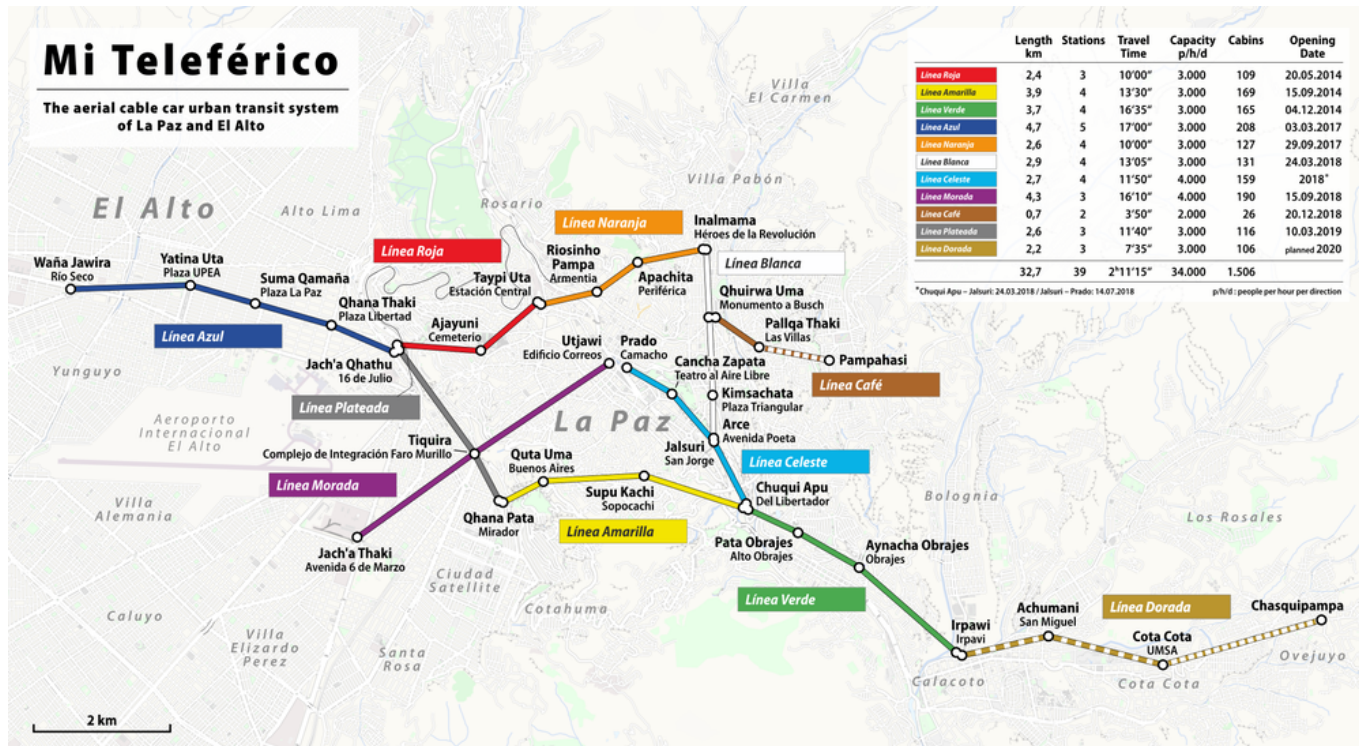 Mi Teleférico
The aerial cable car urban transit system
of La Paz and El Alto
Length Stations Travel Capacity Cabins Opening
km Time p/h/d Date
Línea Roja 2,4 3 10'00" 3.000 109 20.05.2014
Línea Amarilla 3,9 4 13'30" 3.000 169 15.09.2014
Línea Verde 3,7 4 16'35" 3.000 165 04.12.2014
Línea Azul 4,7 5 17'00" 3.000 208 03.03.2017
Línea Naranja 2,6 4 10'00" 3.000 127 29.09.2017
Línea Blanca 2,9 4 13'05" 3.000 131 24.03.2018
Línea Celeste 2,7 4 11'50" 4.000 159 2018*
Línea Morada 4,3 3 16'10" 4.000 190 15.09.2018
Línea Café 0,7 2 3'50" 2.000 26 20.12.2018
Línea Plateada 2,6 3 11'40" 3.000 116 10.03.2019
Línea Dorada 2,2 3 7'35" 3.000 106 planned 2020
32,7 39 2h11'15" 34.000 1.506
*Chuqui Apu – Jalsuri: 24.03.2018 / Jalsuri – Prado: 14.07.2018 p/h/d : people per hour per direction
Villa
El Carmen
Villa Pabón
El Alto
Alto Lima
Rosario
Línea Naranja
Inalmama
Héroes de la Revolución
Línea Roja
Riosinho
Pampa
Armentia
Línea Blanca
Waña Jawira
Río Seco
Yatina Uta
Plaza UPEA
Suma Qamaña
Plaza La Paz
Taypi Uta
Estación Central
Apachita
Periférica
Qhuirwa Uma
Monumento a Busch
Qhana Thaki
Plaza Libertad
Pallqa Thaki
Las Villas
Línea Azul
Ajayuni
Cementerio
Utjawi
Edificio Correos
Prado
Camacho
Pampahasi
Jach'a Qhathu
16 de Julio
Cancha Zapata
Teatro al Aire Libre
Línea Café
Yunguyo
Línea Plateada
Kimsachata
Plaza Triangular
Aeroporto
Internacional
El Alto
La Paz
Arce
Avenida Poeta
Tiquira
Complejo de Integración Faro Murillo
Jalsuri
San Jorge
Quta Uma
Buenos Aires
Línea Celeste
Línea Morada
Supu Kachi
Sopocachi
Chuqui Apu
Del Libertador
Bolognia
Villa
Alemania
Qhana Pata
Mirador
Línea Amarilla
Los Rosales
Jach'a Thaki
Avenida 6 de Marzo
Pata Obrajes
Alto Obrajes
Aynacha Obrajes
Obrajes
Ciudad
Satellite
Cotahuma
Línea Verde
Caluyo
Villa
Elizardo
Perez
Santa
Rosa
Irpawi
Irpavi
Achumani
San Miguel
Línea Dorada
Chasquipampa
Cota Cota
UMSA
Ovejuyo
Calacoto
Cota Cota
2 km